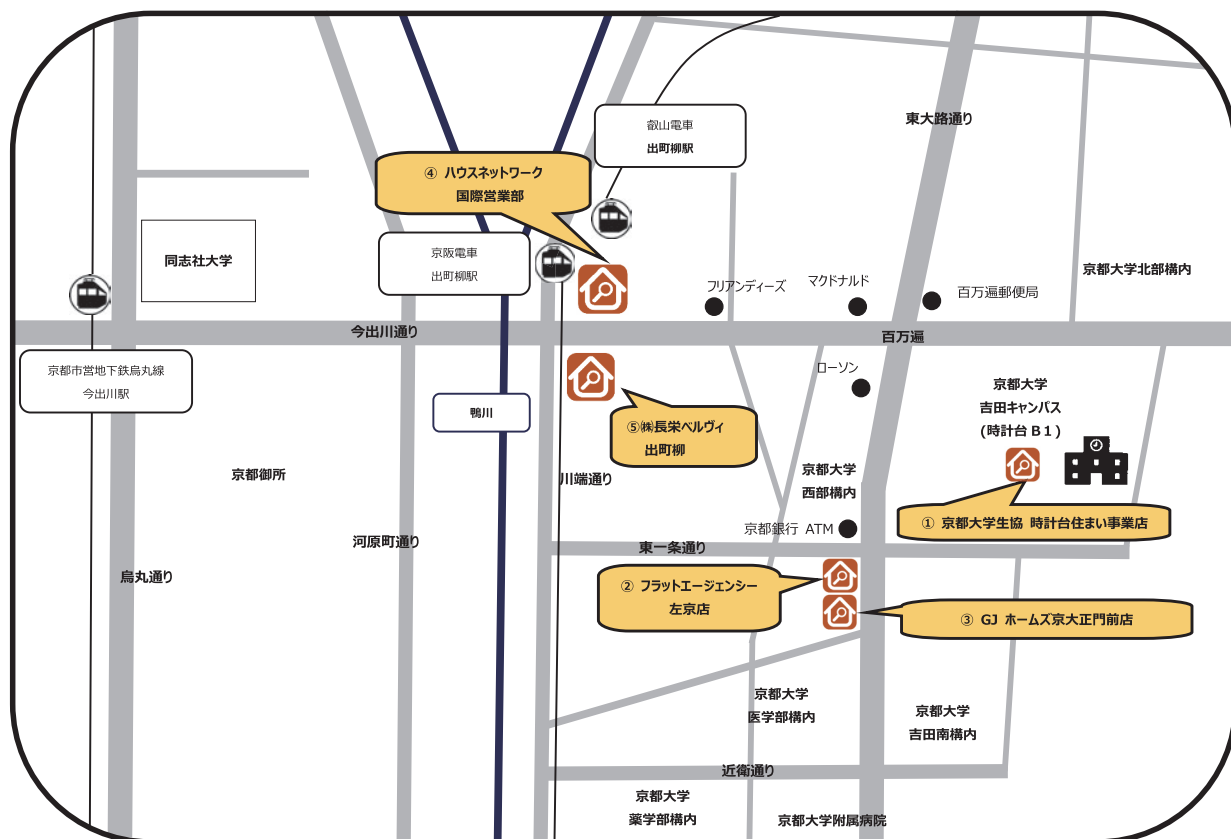 叡山電車
出町柳駅
東大路通り
④ ハウスネットワーク
国際営業部
京阪電車
出町柳駅
同志社大学
京都大学北部構内
フリアンディーズ
マクドナルド
百万遍郵便局
今出川通り
百万遍
京都市営地下鉄烏丸線
今出川駅
ローソン
京都大学
吉田キャンパス
(時計台 B1)
鴨川
⑤㈱長栄ベルヴィ
出町柳
京都御所
川端通り
京都大学
西部構内
① 京都大学生協 時計台住まい事業店
京都銀行 ATM
河原町通り
東一条通り
烏丸通り
② フラットエージェンシー
左京店
③ GJ ホームズ京大正門前店
京都大学
医学部構内
京都大学
吉田南構内
近衛通り
京都大学
薬学部構内
京都大学附属病院